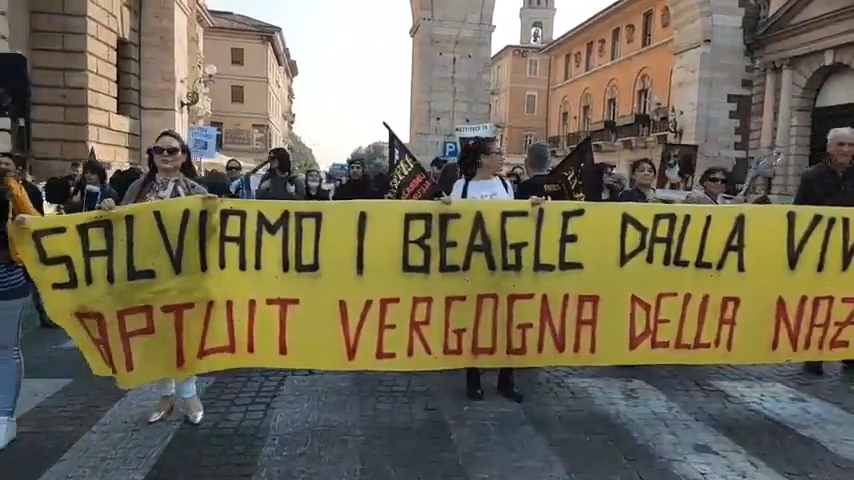 SALVIAMO I BEAGLE DALLA VIV
APTUIT VERGOGNA DELLA NAZ
P